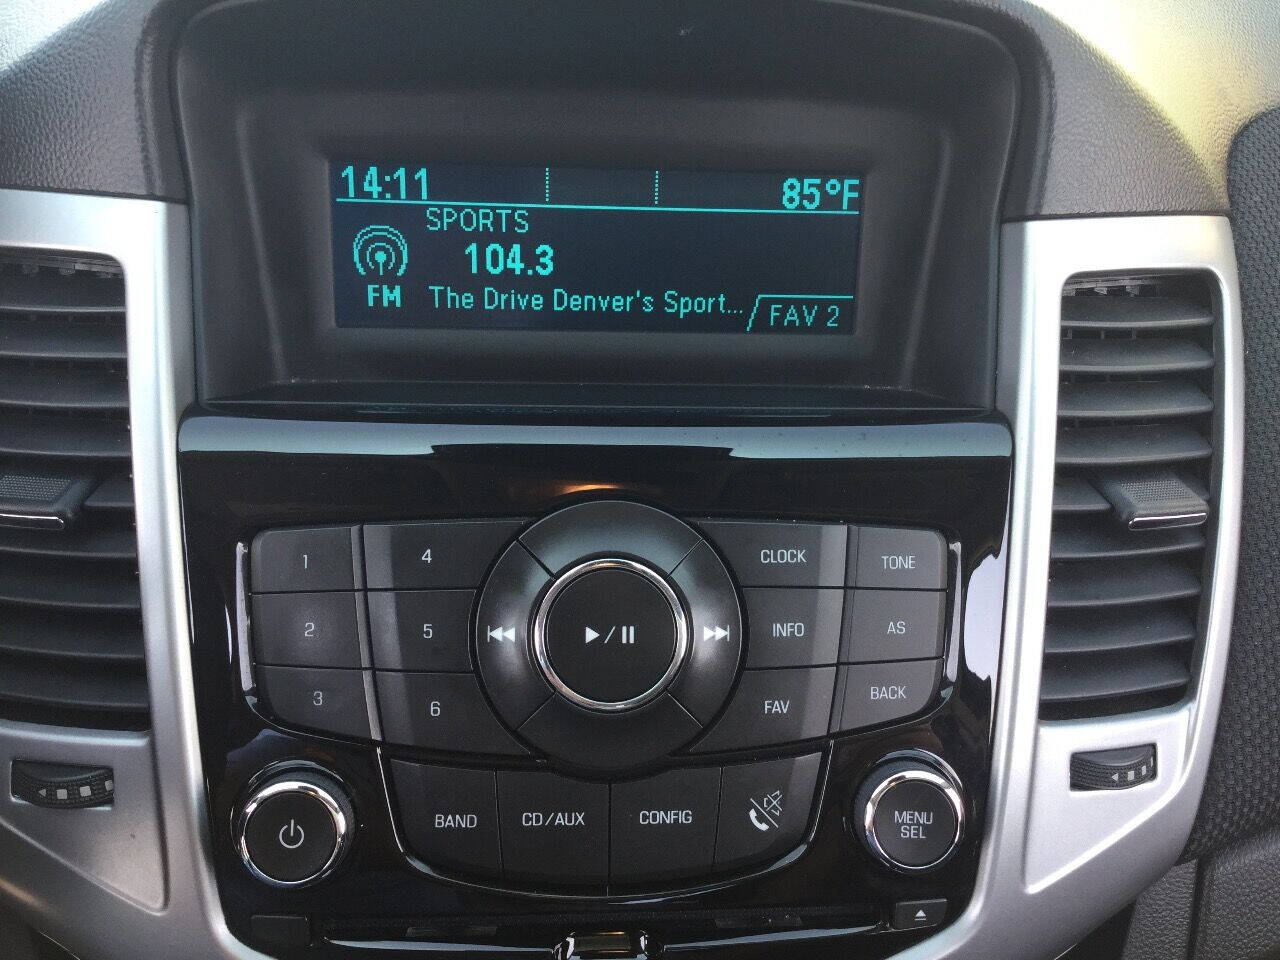 14:11 85°F
SPORTS
104.3
FM The Drive Denver's Sport... FAV 2
1 4 CLOCK TONE
2 5 INFO AS
3 6 FAV BACK
BAND CD/AUX CONFIG MENU
SEL